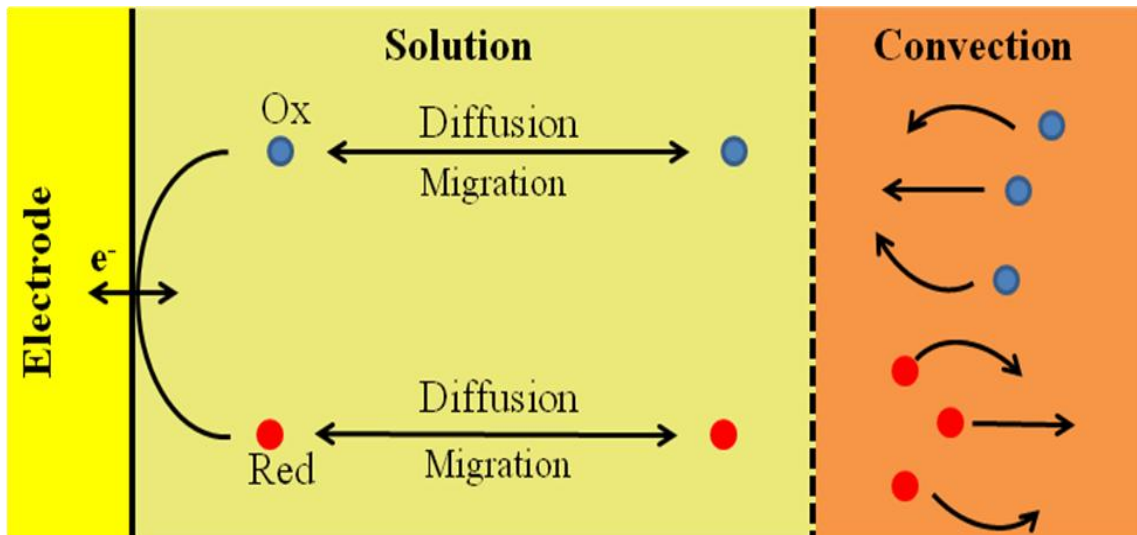 Electrode
e-
Solution
Ox
Diffusion
Migration
Diffusion
Migration
Red
Convection